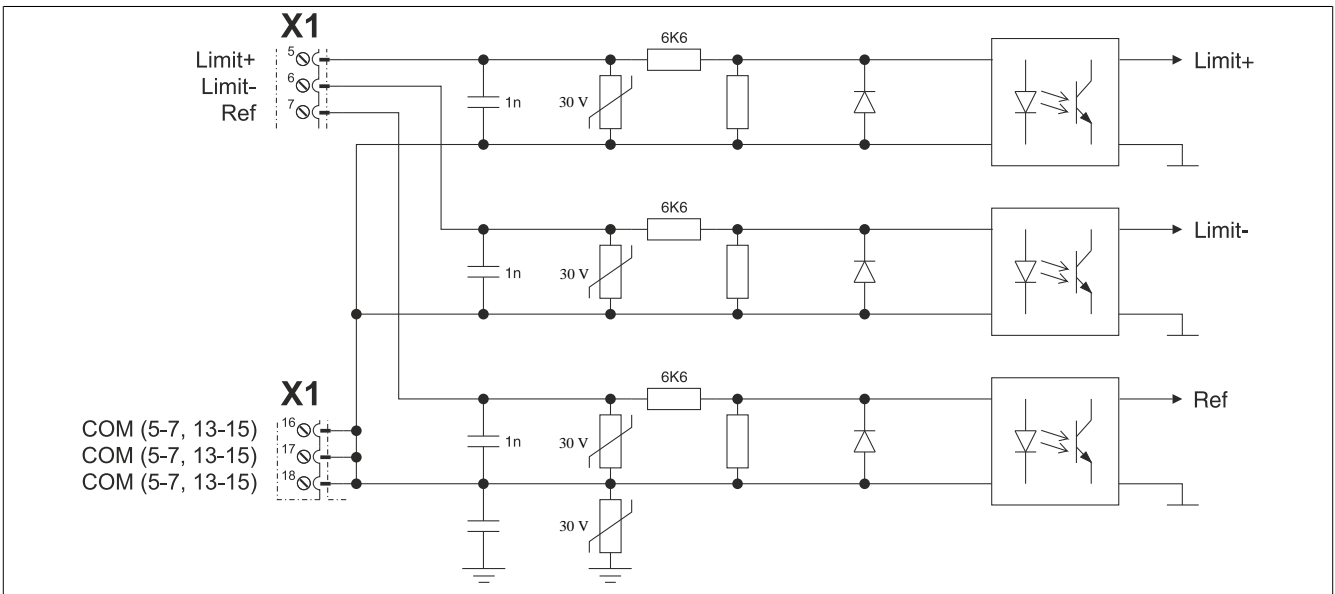 X1
Limit+
5
Limit-
6
Ref
7
6K6
1n
30 V
Limit+
6K6
1n
30 V
Limit-
X1
COM (5-7, 13-15)
16
COM (5-7, 13-15)
17
COM (5-7, 13-15)
18
6K6
1n
30 V
Ref
30 V